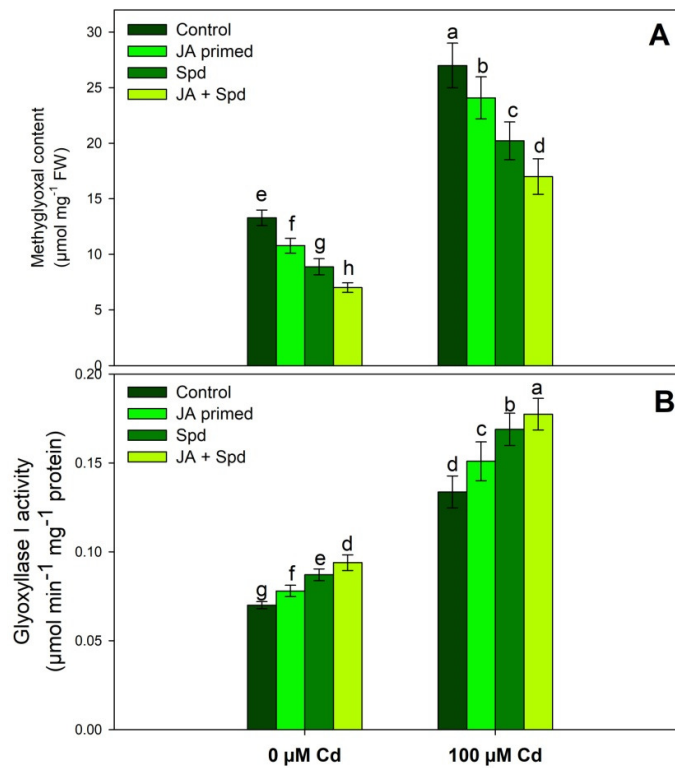 A
Control
JA primed
Spd
JA + Spd
30
25
20
15
10
5
0
Methyglyoxal content
(µmol mg⁻¹ FW)
e
f
g
h
a
b
c
d
B
Control
JA primed
Spd
JA + Spd
0.20
0.15
0.10
0.05
0.00
Glyoxyllase I activity
(µmol min⁻¹ mg⁻¹ protein)
g
f
e
d
d
c
b
a
0 µM Cd
100 µM Cd